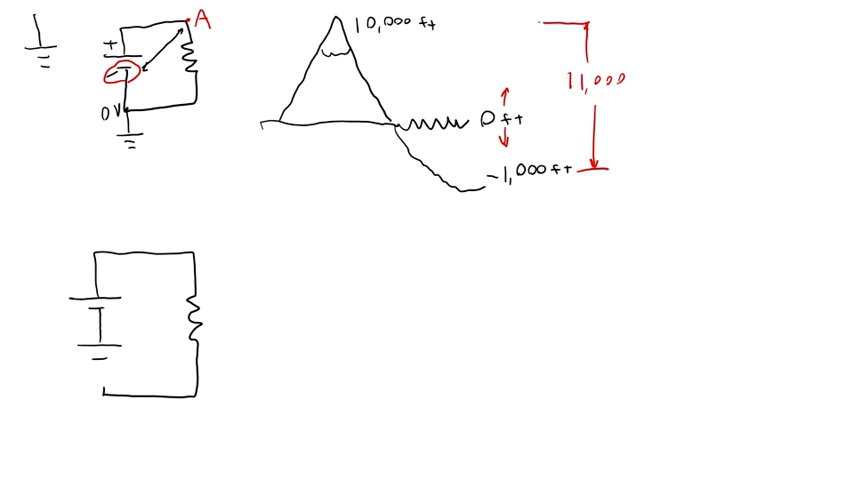 A
+
-
0V
10,000 ft
0 ft
-1,000 ft
11,000